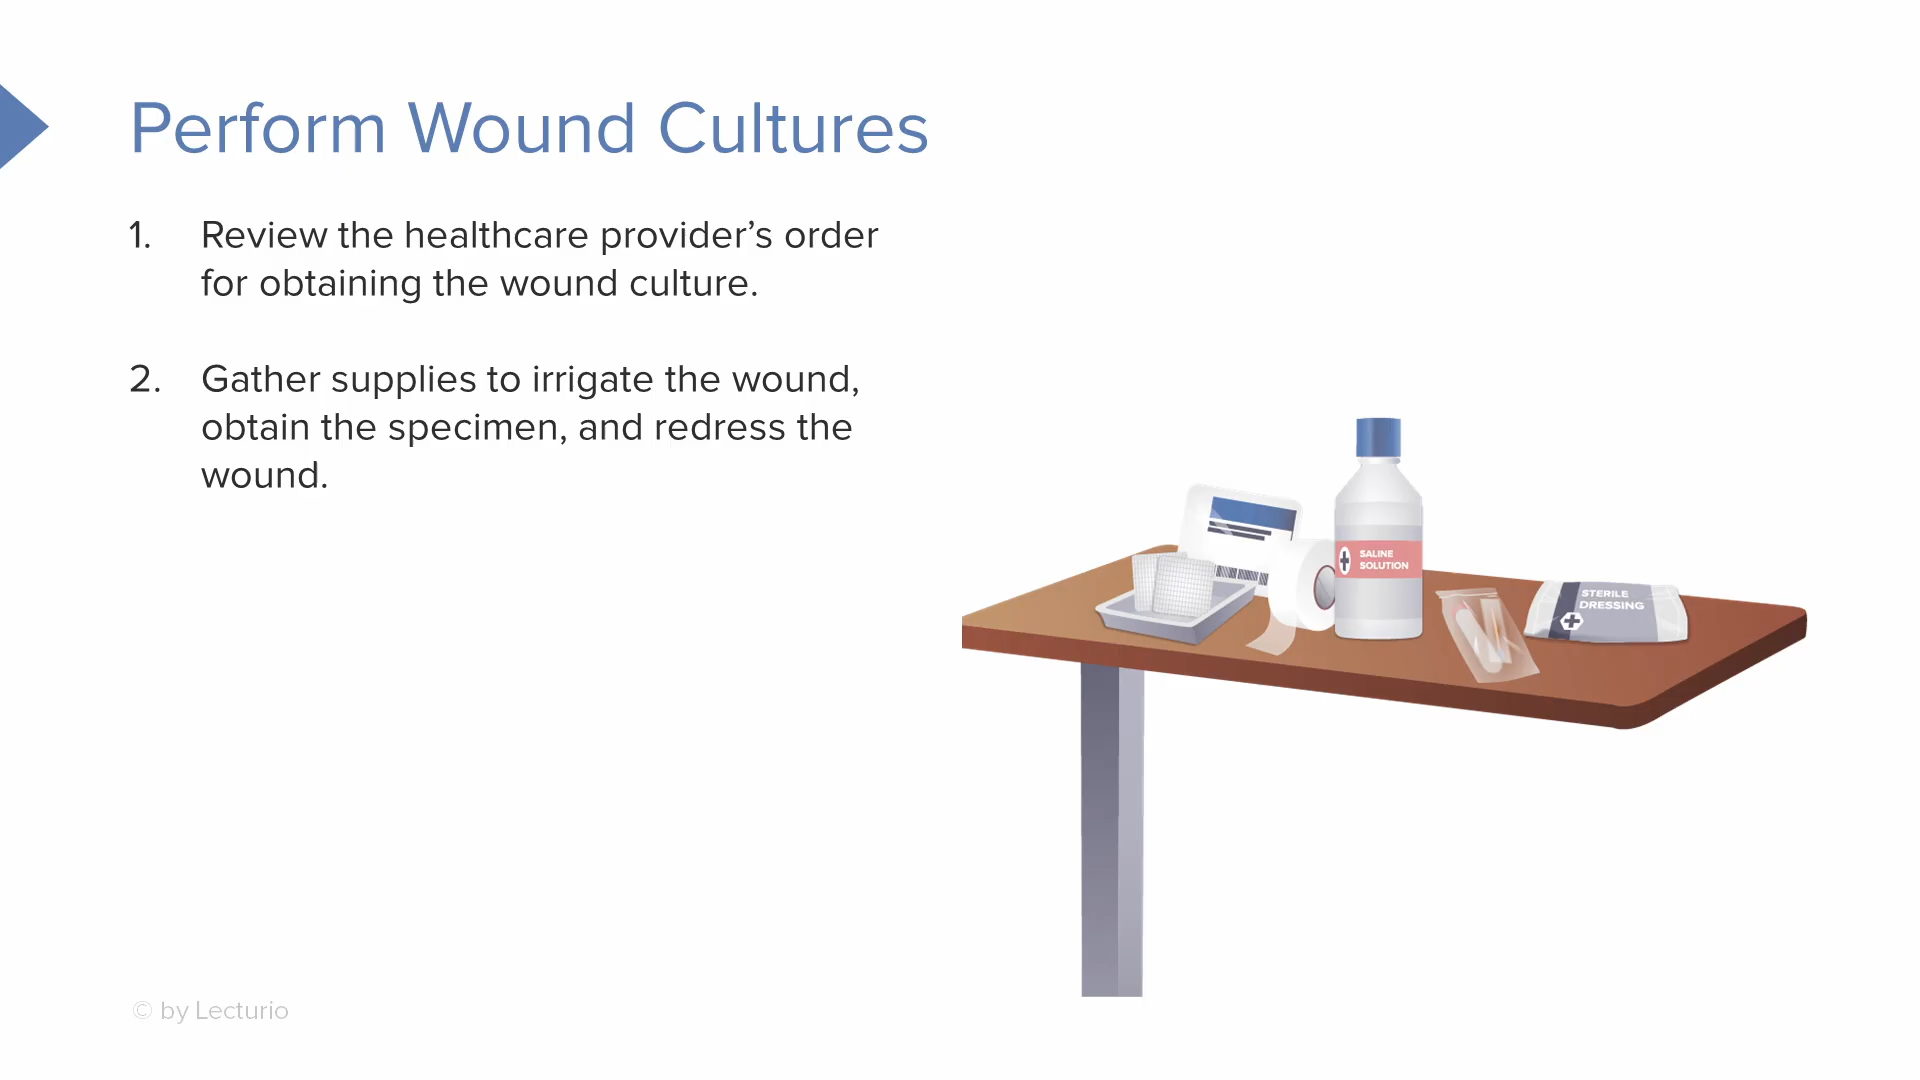 Perform Wound Cultures
1. Review the healthcare provider’s order
for obtaining the wound culture.
2. Gather supplies to irrigate the wound,
obtain the specimen, and redress the
wound.
SALINE
SOLUTION
STERILE
DRESSING
© by Lecturio